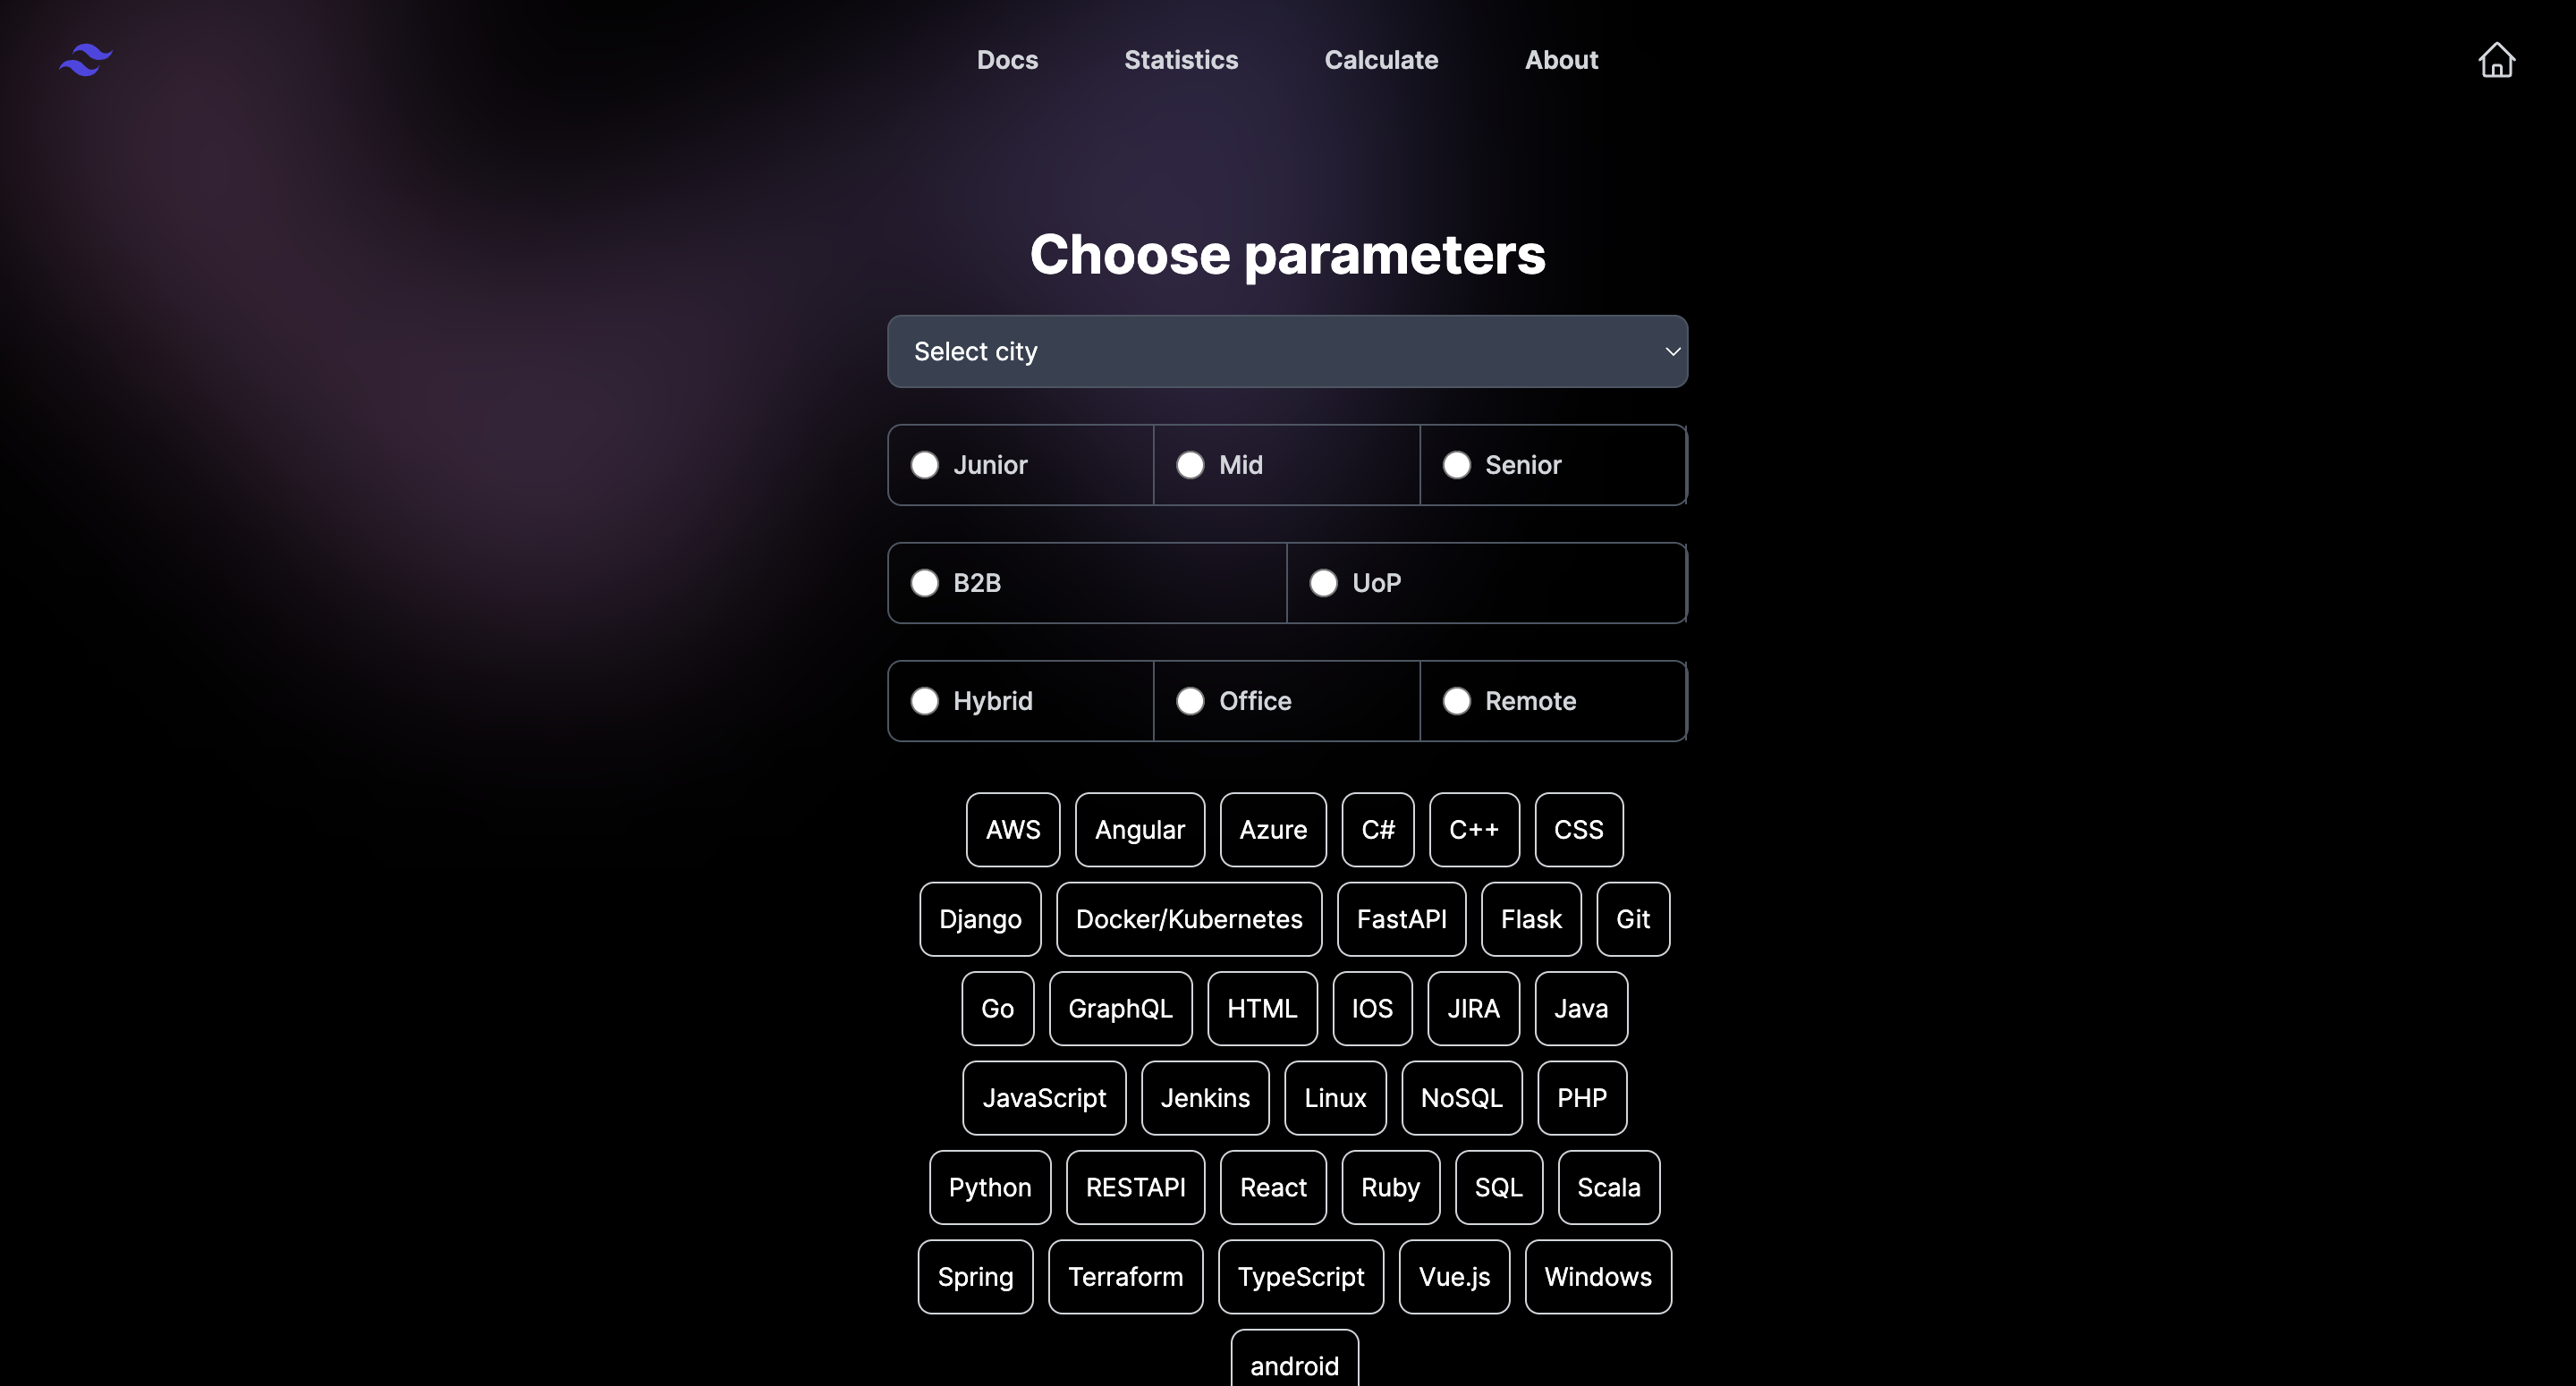 Docs Statistics Calculate About
Choose parameters
Select city
Junior Mid Senior
B2B UoP
Hybrid Office Remote
AWS Angular Azure C# C++ CSS
Django Docker/Kubernetes FastAPI Flask Git
Go GraphQL HTML IOS JIRA Java
JavaScript Jenkins Linux NoSQL PHP
Python RESTAPI React Ruby SQL Scala
Spring Terraform TypeScript Vue.js Windows
android